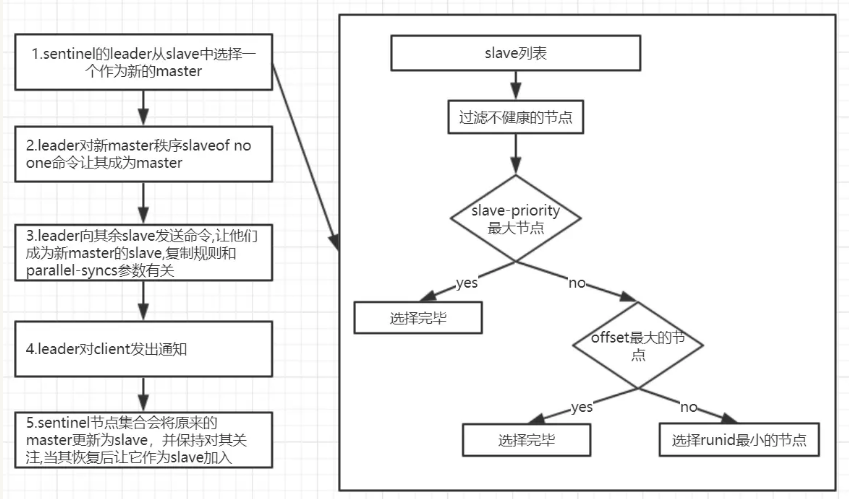 1.sentinel的leader从slave中选择一
个作为新的master
2.leader对新master秩序slaveof no
one命令让其成为master
3.leader向其余slave发送命令,让他们
成为新master的slave,复制规则和
parallel-syncs参数有关
4.leader对client发出通知
5.sentinel节点集合会将原来的
master更新为slave，并保持对其关
注,当其恢复后让它作为slave加入
slave列表
过滤不健康的节点
slave-priority
最大节点
yes
no
选择完毕
offset最大的节
点
yes
no
选择完毕
选择runid最小的节点